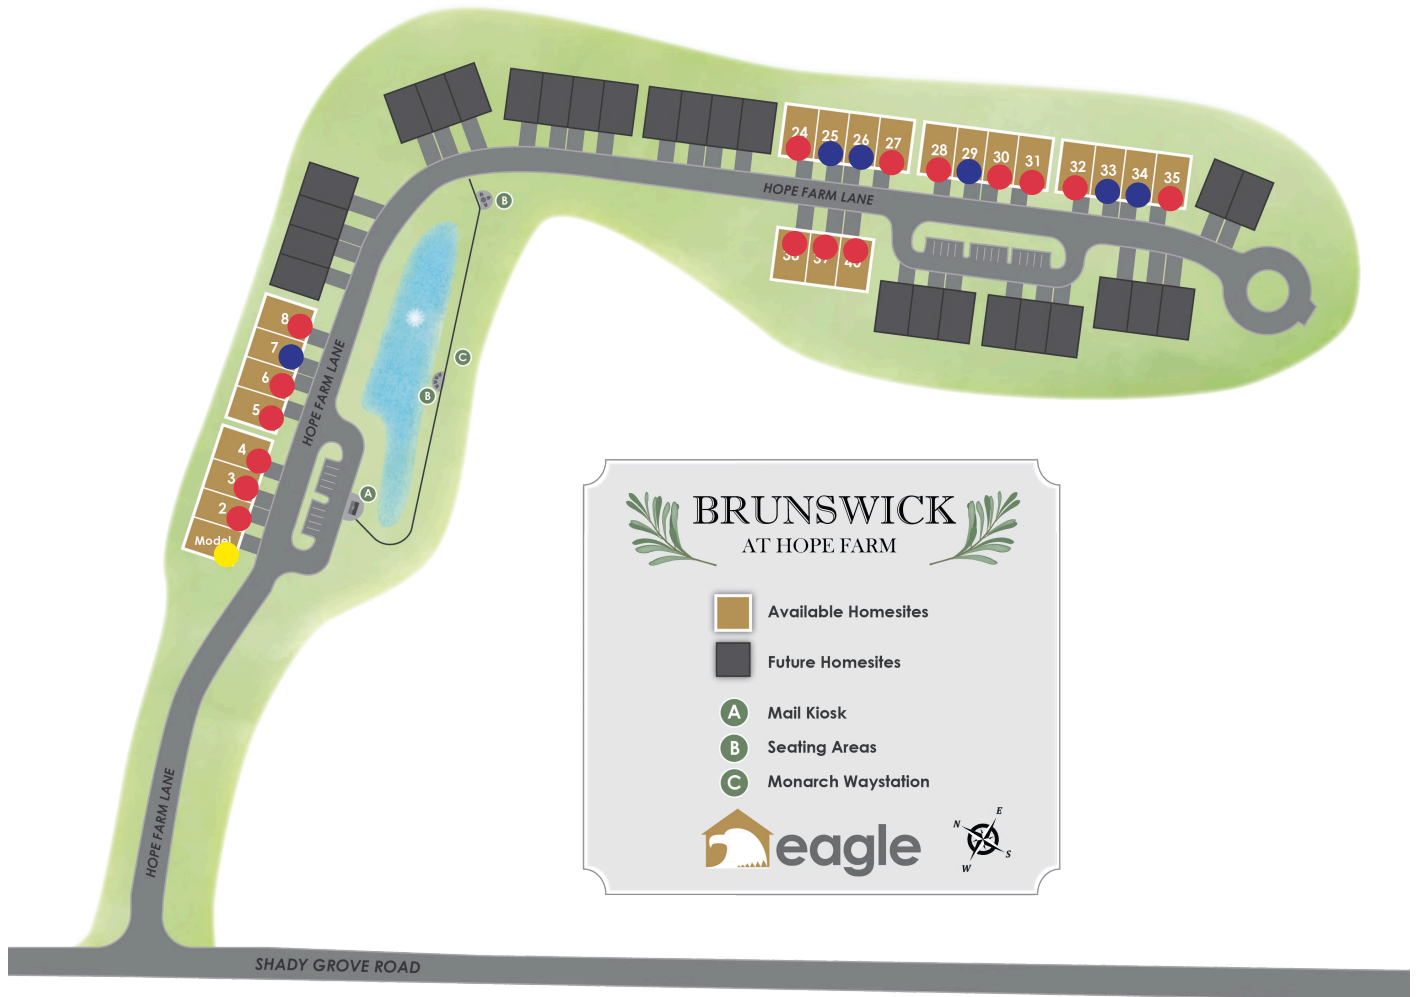 24
25
26
27
28
29
30
31
32
33
34
35
HOPE FARM LANE
B
8
7
6
5
HOPE FARM LANE
C
B
4
3
2
Model
A
BRUNSWICK
AT HOPE FARM
Available Homesites
Future Homesites
A Mail Kiosk
B Seating Areas
C Monarch Waystation
eagle
N
E
S
W
HOPE FARM LANE
SHADY GROVE ROAD